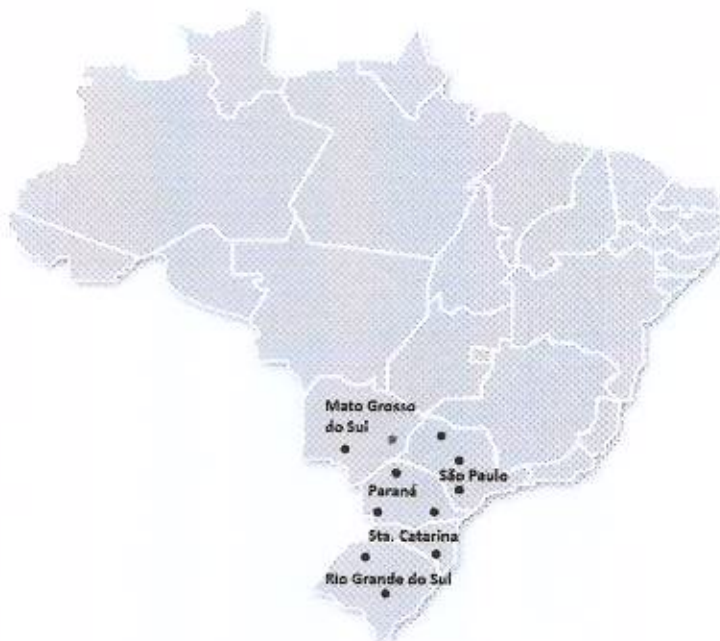 Mato Grosso
do Sul
São Paulo
Paraná
Sta. Catarina
Rio Grande do Sul